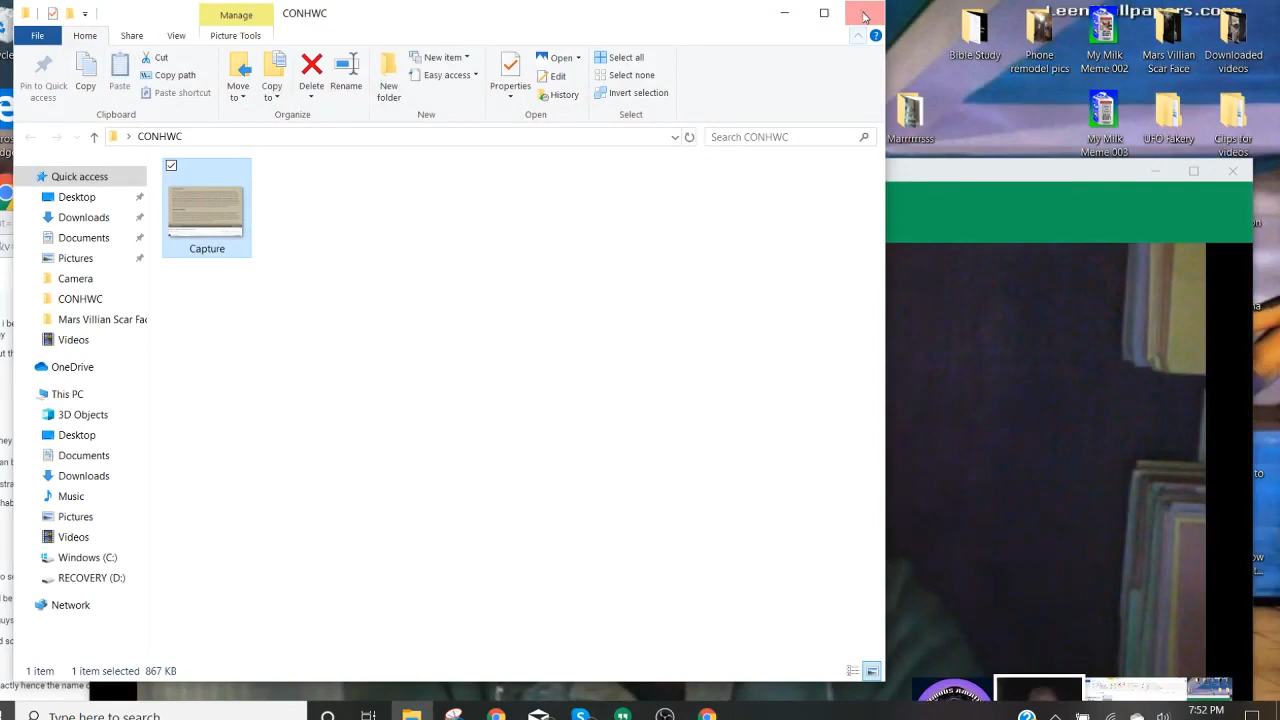 Manage
CONHWC
File
Home
Share
View
Picture Tools
Pin to Quick access
Copy
Paste
Cut
Copy path
Paste shortcut
Clipboard
Move to
Copy to
Delete
Rename
Organize
New folder
New item
Easy access
New
Properties
Open
Edit
History
Open
Select all
Select none
Invert selection
Select
CONHWC
Search CONHWC
Quick access
Desktop
Downloads
Documents
Pictures
Camera
CONHWC
Mars Villian Scar Fac
Videos
OneDrive
This PC
3D Objects
Desktop
Documents
Downloads
Music
Pictures
Videos
Windows (C:)
RECOVERY (D:)
Network
Capture
1 item
1 item selected 867 KB
Bible Study
Phone remodel pics
My Milk Meme 002
Mars Villian Scar Face
Downloaded videos
Marrrrrrsss
My Milk Meme 003
UFO Fakery
Clips for videos
actly hence the name
Type here to search
7:52 PM